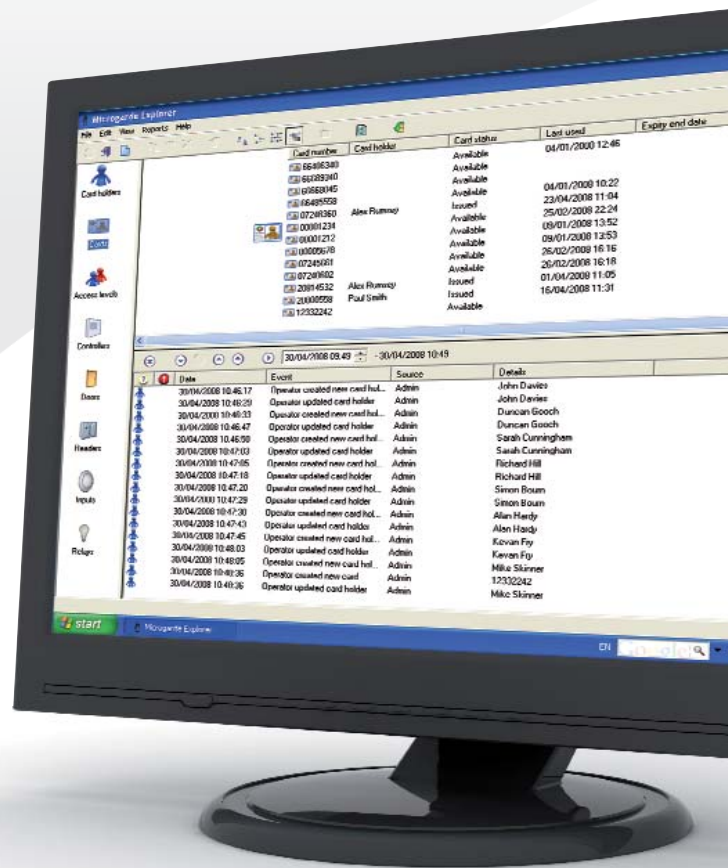 Microgarde Explorer
File Edit View Reports Help
Card number Card holder Card status Last used Expiry end date
66486340 Available 04/01/2000 12:46
66089340 Available
60668045 Available
66485558 Available 04/01/2008 10:22
07248360 Alex Rumsey Issued 23/04/2008 11:04
00001234 Available 25/02/2008 22:24
00001212 Available 09/01/2008 13:52
00005678 Available 09/01/2008 13:53
07245661 Available 26/02/2008 16:16
07240602 Available 26/02/2008 16:18
20814532 Alex Rumsey Issued 01/04/2008 11:05
20000558 Paul Smith Issued 16/04/2008 11:31
12332242 Available
Card holders
Cards
Access levels
Controllers
Doors
Readers
Inputs
Relays
30/04/2008 09:49 - 30/04/2008 10:49
Date Event Source Details
30/04/2008 10:46:17 Operator created new card hol... Admin John Davies
30/04/2008 10:46:29 Operator updated card holder Admin John Davies
30/04/2008 10:46:33 Operator created new card hol... Admin Duncan Gooch
30/04/2008 10:46:47 Operator updated card holder Admin Duncan Gooch
30/04/2008 10:46:50 Operator created new card hol... Admin Sarah Cunningham
30/04/2008 10:47:03 Operator updated card holder Admin Sarah Cunningham
30/04/2008 10:47:05 Operator created new card hol... Admin Richard Hill
30/04/2008 10:47:18 Operator updated card holder Admin Richard Hill
30/04/2008 10:47:20 Operator created new card hol... Admin Simon Bourn
30/04/2008 10:47:29 Operator updated card holder Admin Simon Bourn
30/04/2008 10:47:30 Operator created new card hol... Admin Alan Hardy
30/04/2008 10:47:43 Operator updated card holder Admin Alan Hardy
30/04/2008 10:47:45 Operator created new card hol... Admin Kevan Fry
30/04/2008 10:48:03 Operator updated card holder Admin Kevan Fry
30/04/2008 10:48:05 Operator created new card hol... Admin Mike Skinner
30/04/2008 10:48:36 Operator created new card Admin 12332242
30/04/2008 10:48:36 Operator updated card holder Admin Mike Skinner
start
Microgarde Explorer
EN
Google